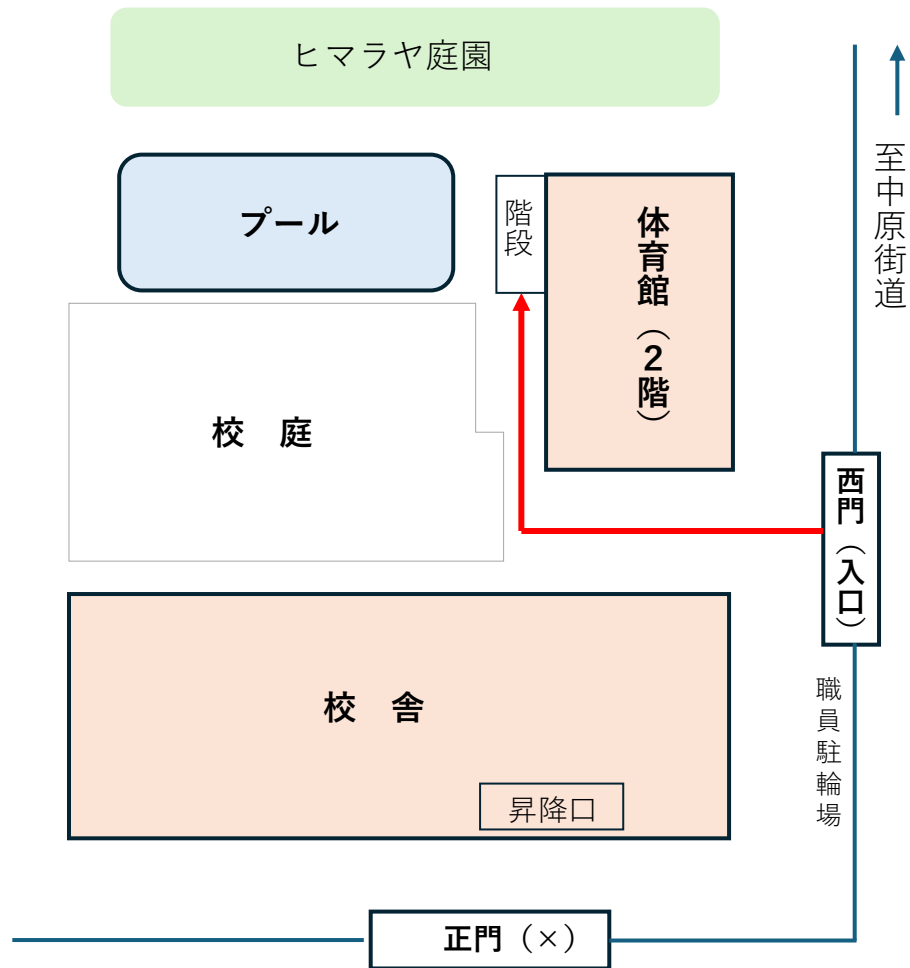 ヒマラヤ庭園
至中原街道
プール
階段
体育館（２階）
校　庭
西門（入口）
校　舎
職員駐輪場
昇降口
正門（×）